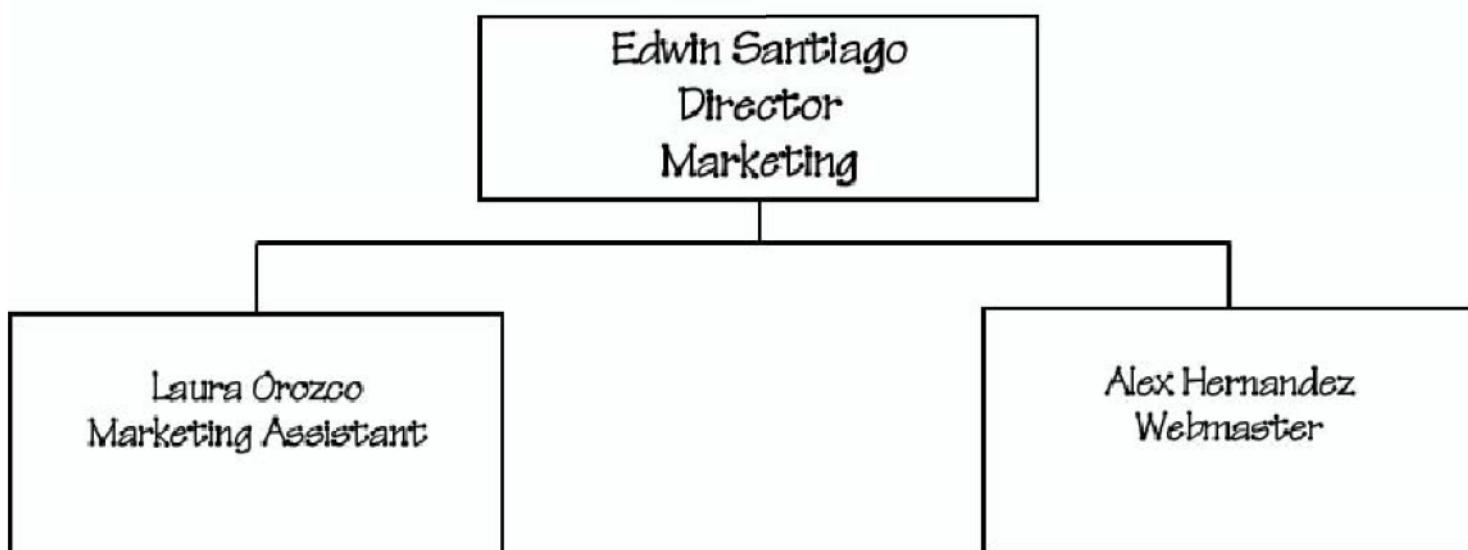 Edwin Santiago
Director
Marketing
Laura Orozco
Marketing Assistant
Alex Hernandez
Webmaster